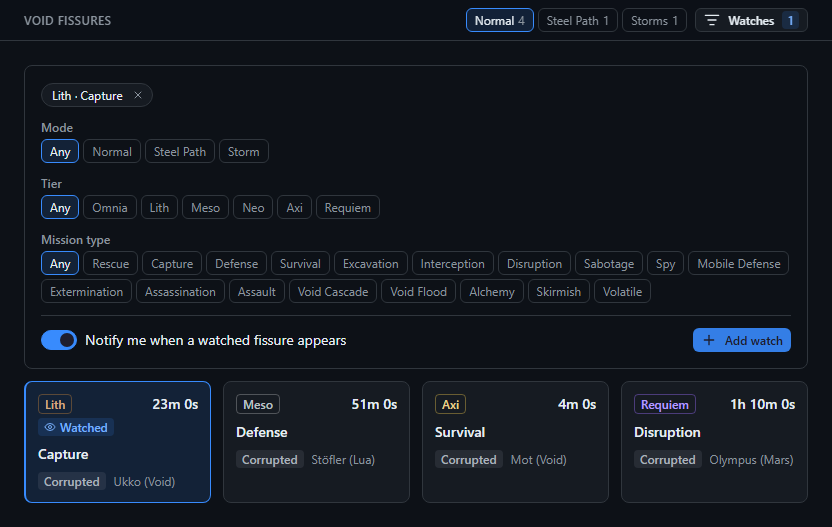 VOID FISSURES Normal 4 Steel Path 1 Storms 1 Watches 1
Lith · Capture ×
Mode
Any Normal Steel Path Storm
Tier
Any Omnia Lith Meso Neo Axi Requiem
Mission type
Any Rescue Capture Defense Survival Excavation Interception Disruption Sabotage Spy Mobile Defense
Extermination Assassination Assault Void Cascade Void Flood Alchemy Skirmish Volatile
Notify me when a watched fissure appears + Add watch
Lith 23m 0s
Watched
Capture
Corrupted Ukko (Void)
Meso 51m 0s
Defense
Corrupted Stöfler (Lua)
Axi 4m 0s
Survival
Corrupted Mot (Void)
Requiem 1h 10m 0s
Disruption
Corrupted Olympus (Mars)